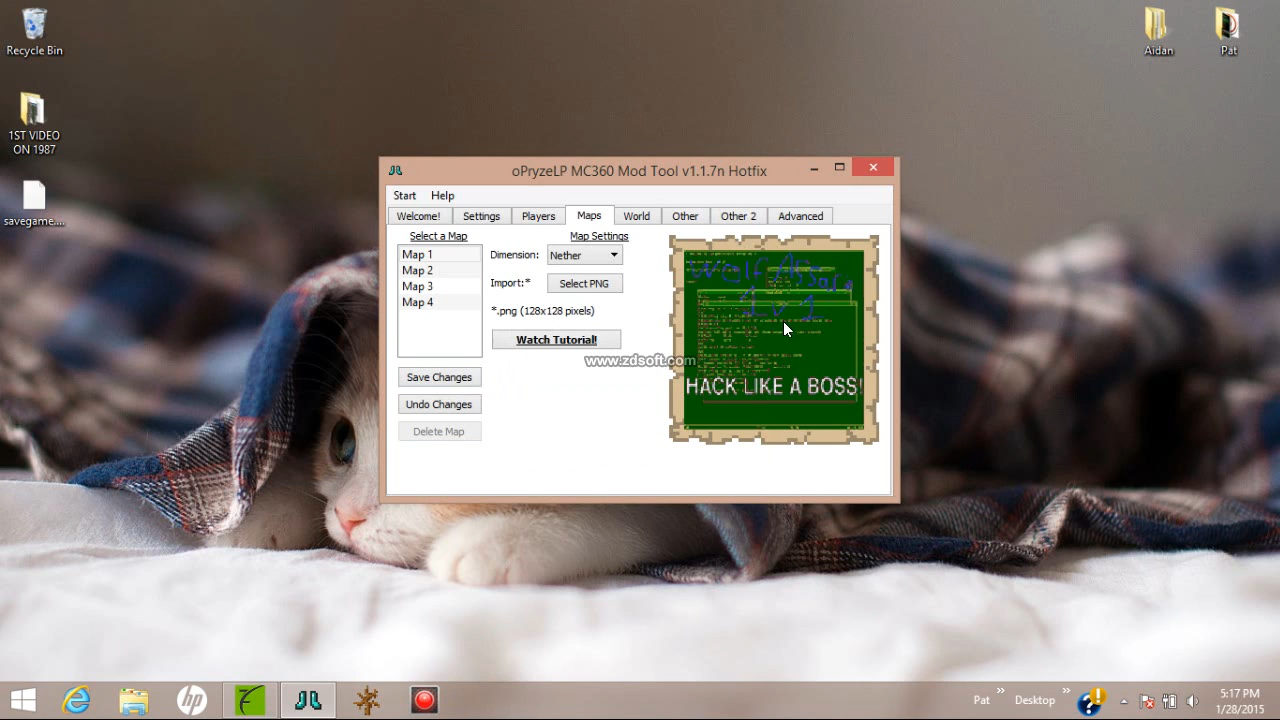 Recycle Bin
1ST VIDEO
ON 1987
savegame....
Aidan
Pat
oPryzeLP MC360 Mod Tool v1.1.7n Hotfix
Start Help
Welcome! Settings Players Maps World Other Other 2 Advanced
Select a Map
Map 1
Map 2
Map 3
Map 4
Save Changes
Undo Changes
Delete Map
Map Settings
Dimension: Nether
Import:* Select PNG
*.png (128x128 pixels)
Watch Tutorial!
www.zdsoft.com
1 v 1
HACK LIKE A BOSS!
hp
Pat
Desktop
5:17 PM
1/28/2015